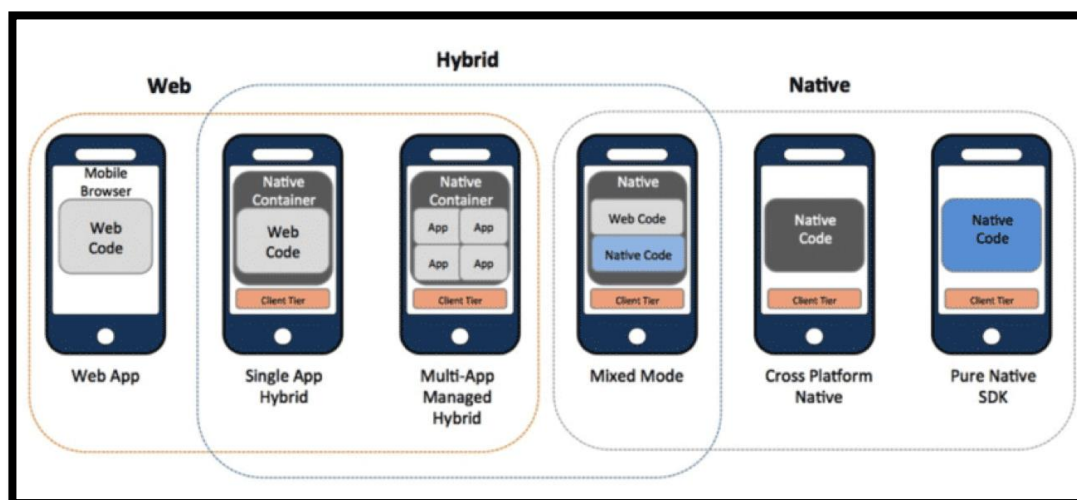 Hybrid
Web
Native
Mobile
Browser
Web
Code
Web App
Native
Container
Web
Code
Client Tier
Single App
Hybrid
Native
Container
App App
App App
Client Tier
Multi-App
Managed
Hybrid
Native
Web Code
Native Code
Client Tier
Mixed Mode
Native
Code
Client Tier
Cross Platform
Native
Native
Code
Client Tier
Pure Native
SDK